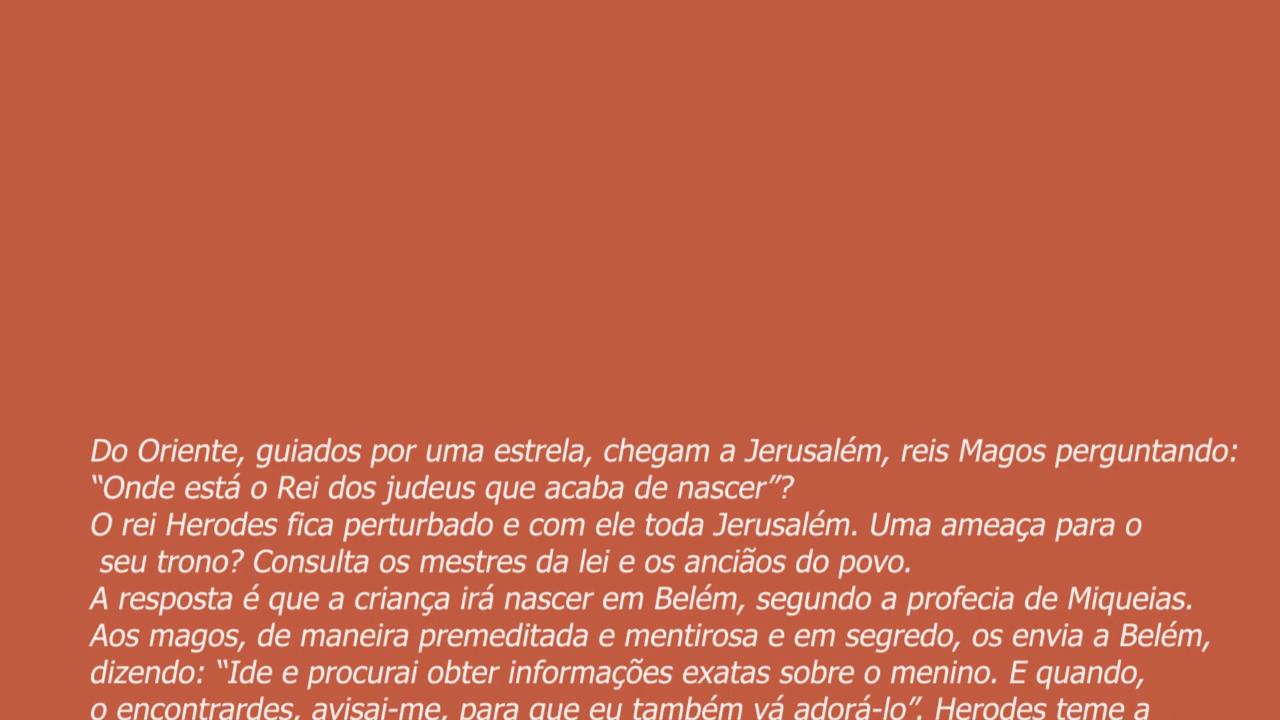 Do Oriente, guiados por uma estrela, chegam a Jerusalém, reis Magos perguntando:
“Onde está o Rei dos judeus que acaba de nascer”?
O rei Herodes fica perturbado e com ele toda Jerusalém. Uma ameaça para o
seu trono? Consulta os mestres da lei e os anciãos do povo.
A resposta é que a criança irá nascer em Belém, segundo a profecia de Miqueias.
Aos magos, de maneira premeditada e mentirosa e em segredo, os envia a Belém,
dizendo: “Ide e procurai obter informações exatas sobre o menino. E quando,
o encontrardes, avisai-me, para que eu também vá adorá-lo”. Herodes teme a